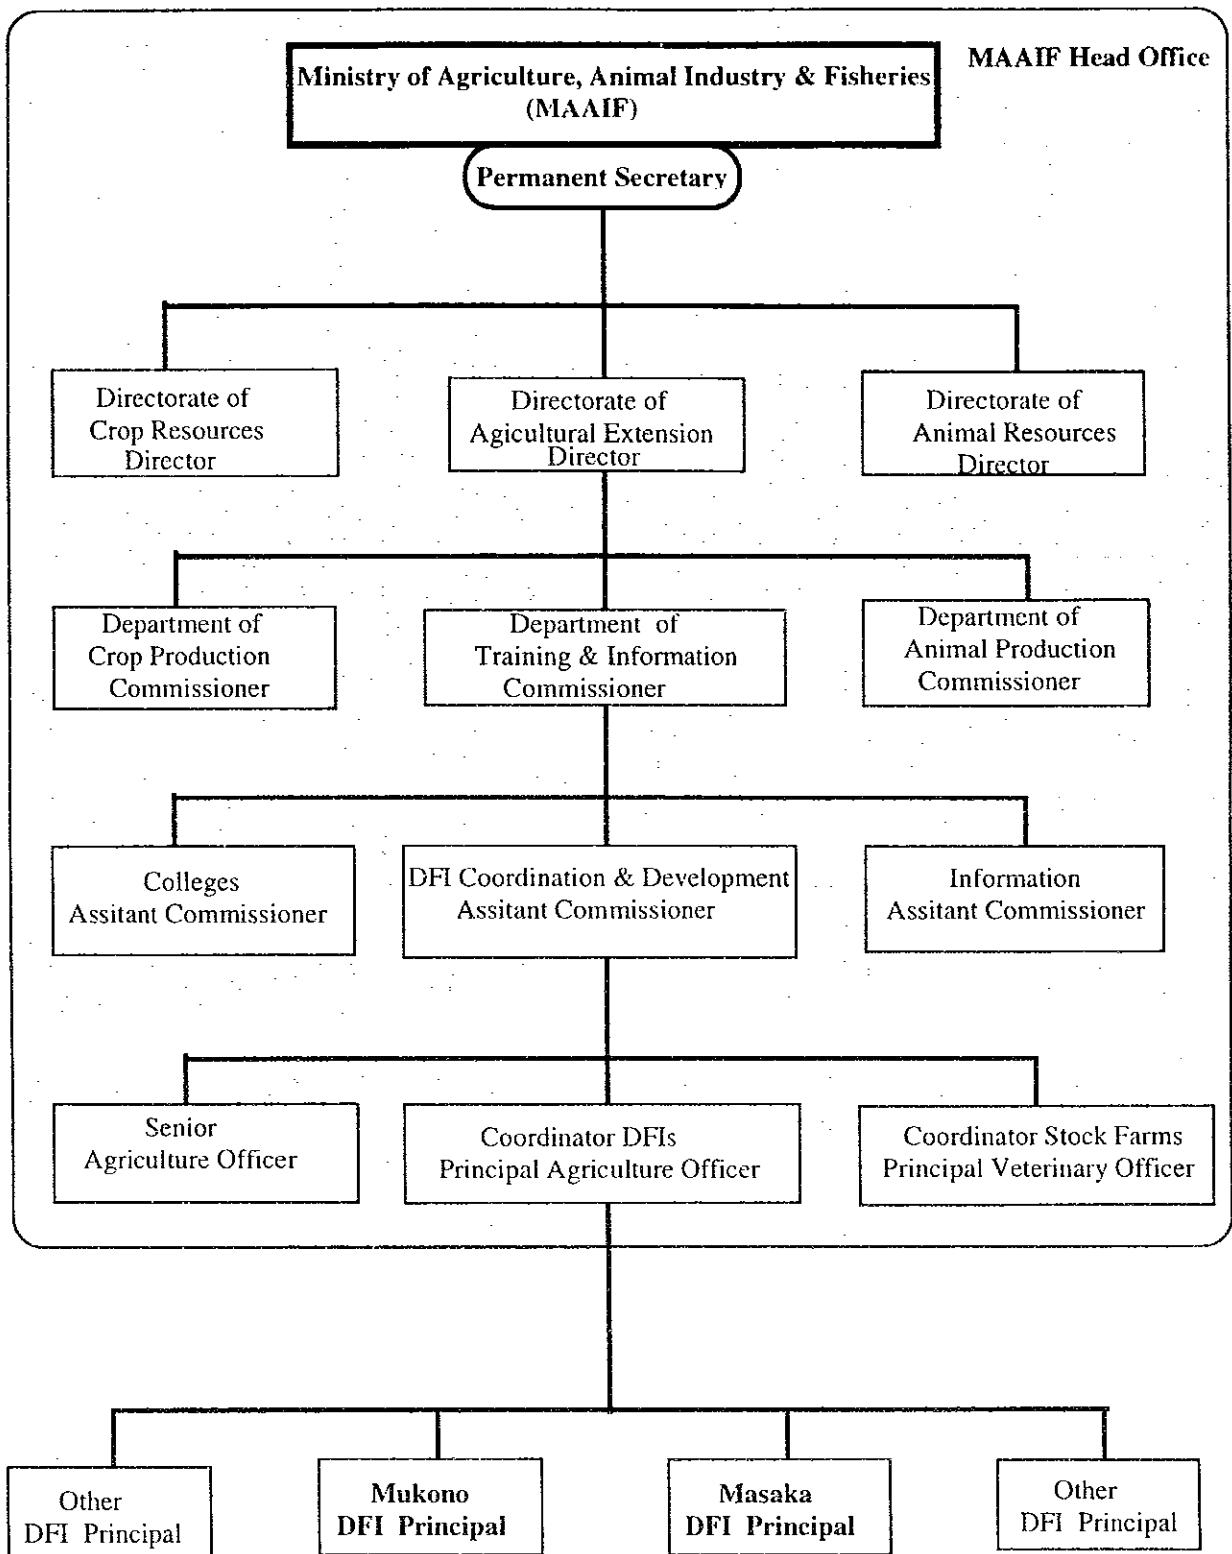 MAAIF Head Office
Ministry of Agriculture, Animal Industry & Fisheries
(MAAIF)
Permanent Secretary
Directorate of
Crop Resources
Director
Directorate of
Agicultural Extension
Director
Directorate of
Animal Resources
Director
Department of
Crop Production
Commissioner
Department of
Training & Information
Commissioner
Department of
Animal Production
Commissioner
Colleges
Assitant Commissioner
DFI Coordination & Development
Assitant Commissioner
Information
Assitant Commissioner
Senior
Agriculture Officer
Coordinator DFIs
Principal Agriculture Officer
Coordinator Stock Farms
Principal Veterinary Officer
Other
DFI Principal
Mukono
DFI Principal
Masaka
DFI Principal
Other
DFI Principal